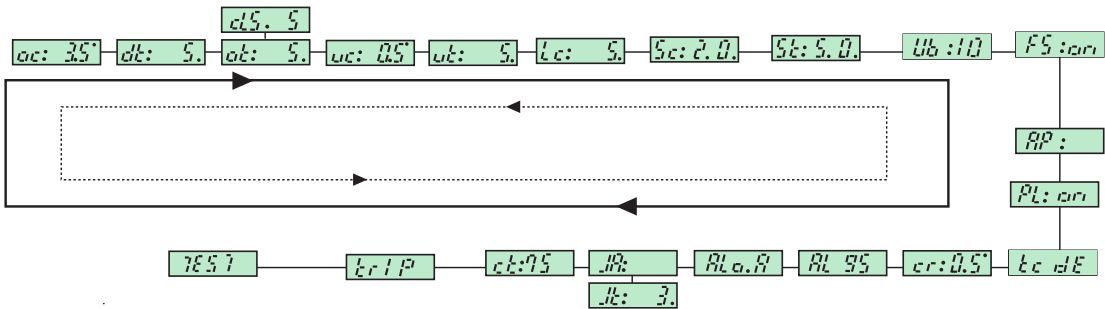 cLS. 5
oc: 3.5°
dt: 5.
ot: 5.
uc: 0.5°
ut: 5.
Lc: 5.
Sc: 2.0.
St: 5.0.
Ub :10
FS :on
AP :
PL: on
tc dE
cr:0.5°
AL 95
ALo.A
JA:
Jt: 3.
ct:75
trIP
TEST